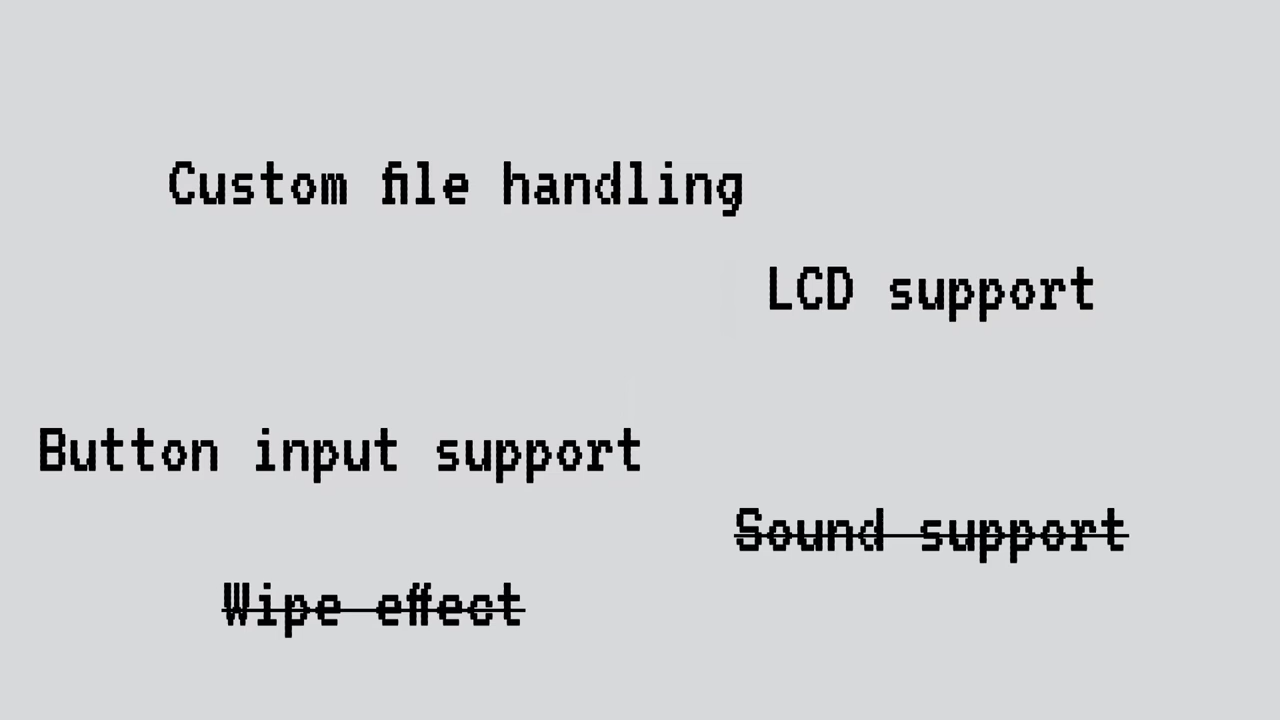 Custom file handling
LCD support
Button input support
Sound support
Wipe effect